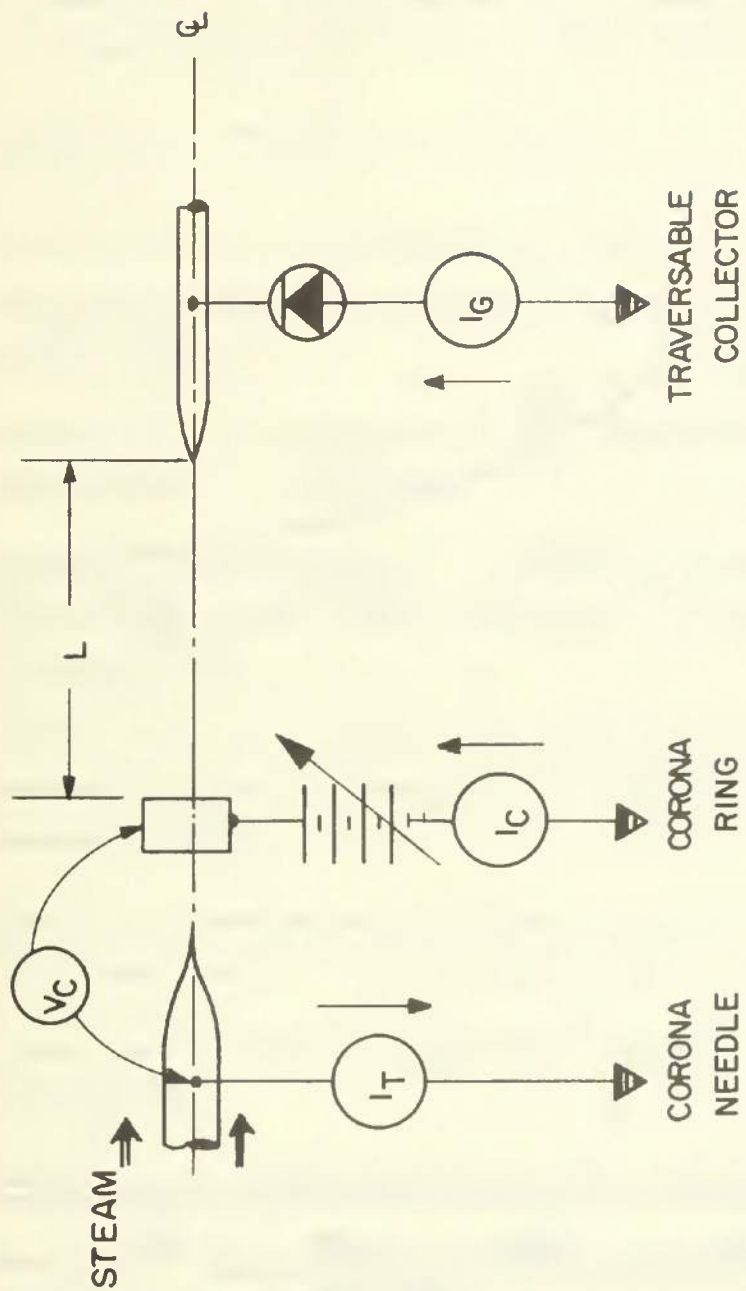 STEAM
V_C
L
℄
I_T
I_C
I_G
CORONA
NEEDLE
CORONA
RING
TRAVERSABLE
COLLECTOR